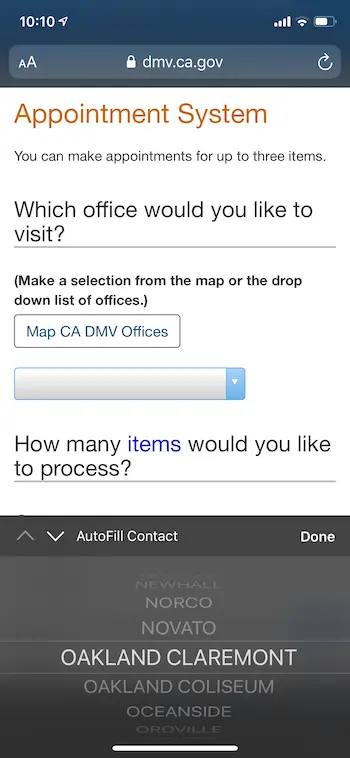 10:10
AA dmv.ca.gov
Appointment System
You can make appointments for up to three items.
Which office would you like to
visit?
(Make a selection from the map or the drop
down list of offices.)
Map CA DMV Offices
How many items would you like
to process?
AutoFill Contact Done
NEWHALL
NORCO
NOVATO
OAKLAND CLAREMONT
OAKLAND COLISEUM
OCEANSIDE
OROVILLE